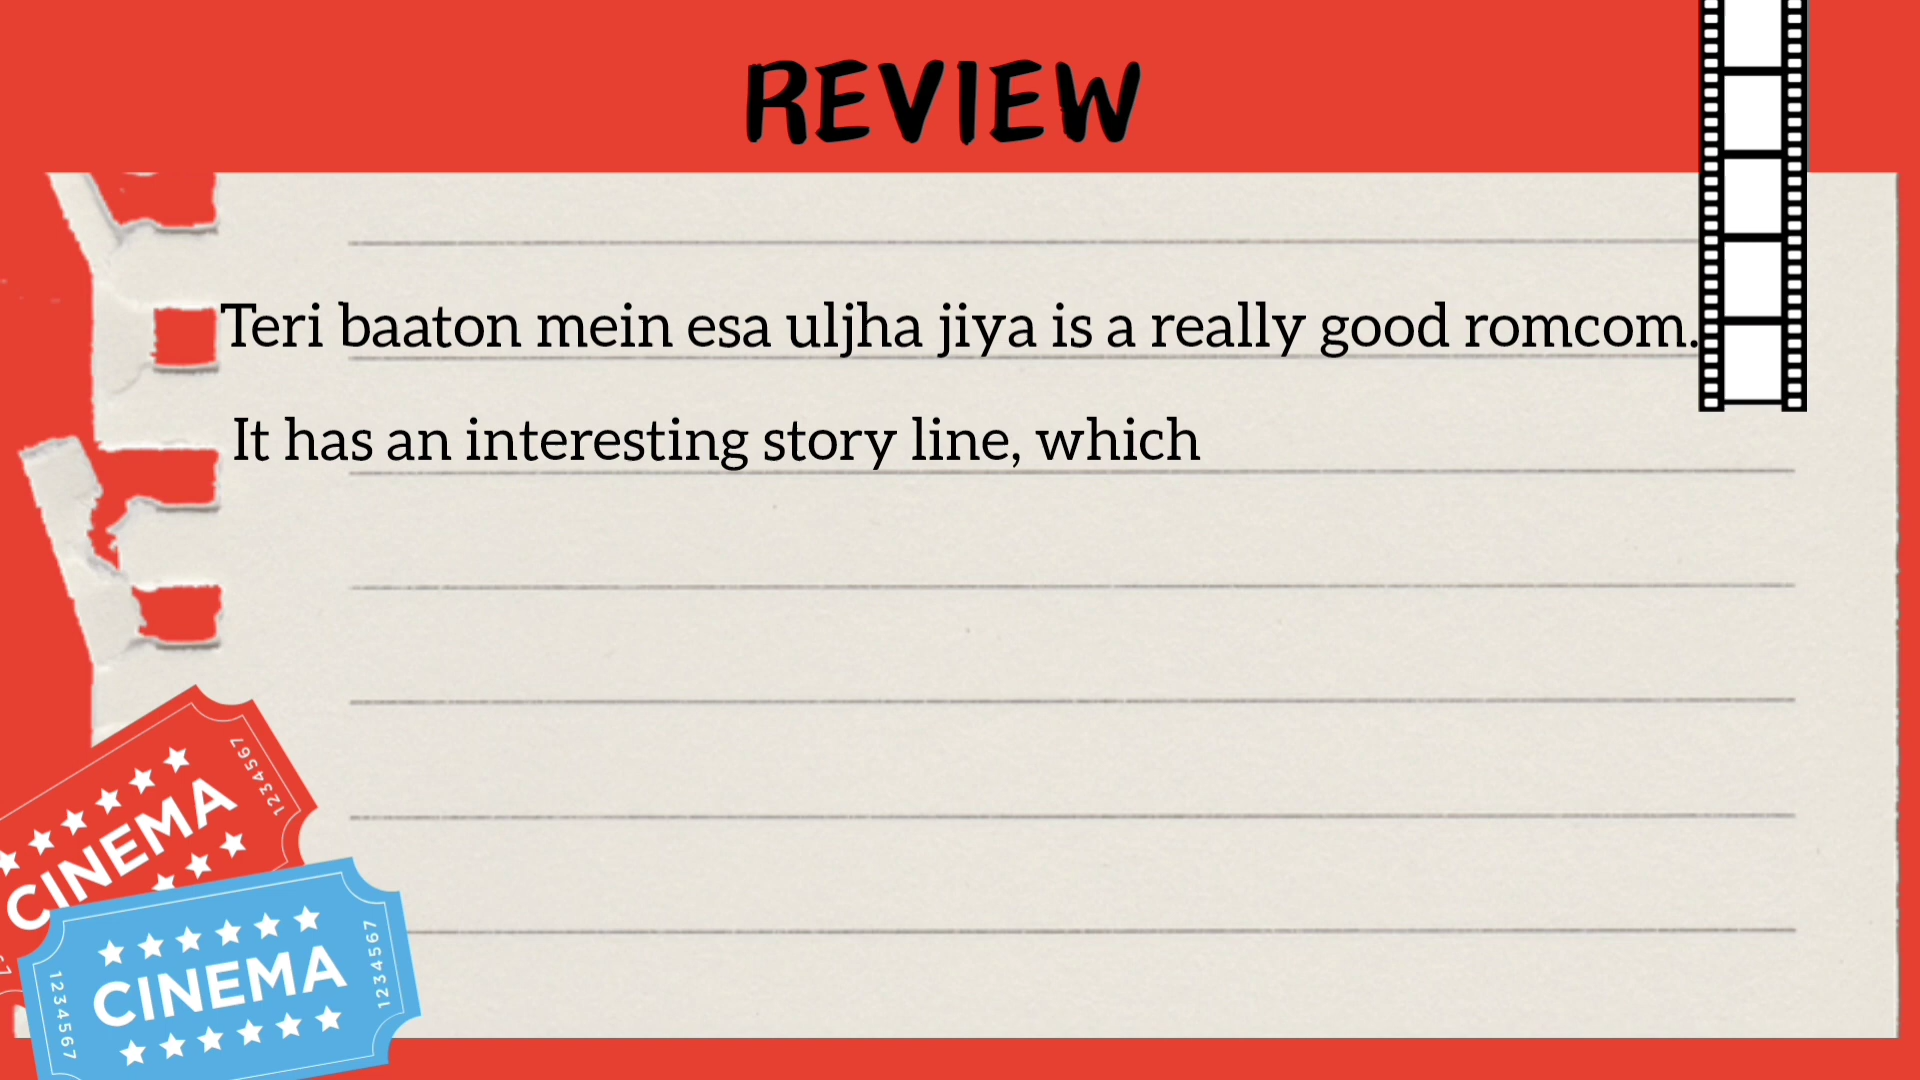 REVIEW
Teri baaton mein esa uljha jiya is a really good romcom.
It has an interesting story line, which
CINEMA
1234567
CINEMA
1234567
1234567